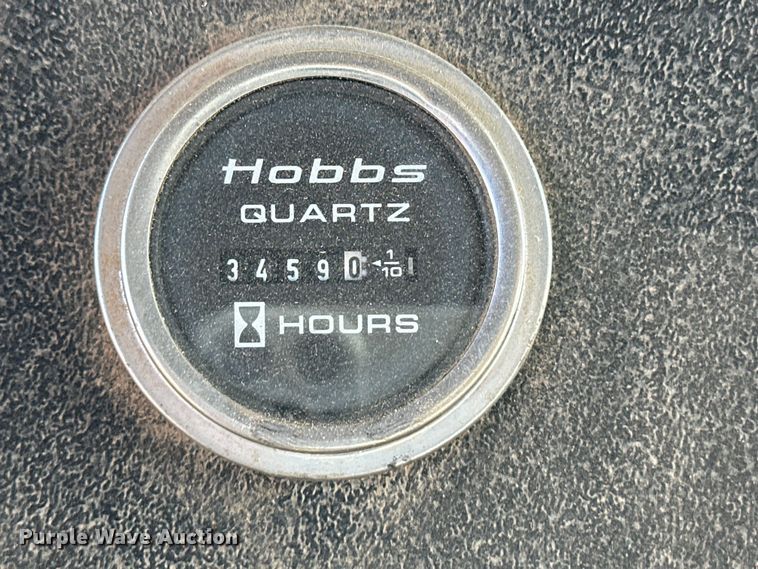 Hobbs
QUARTZ
3 4 5 9 0 ◄1/10
HOURS
Purple Wave Auction